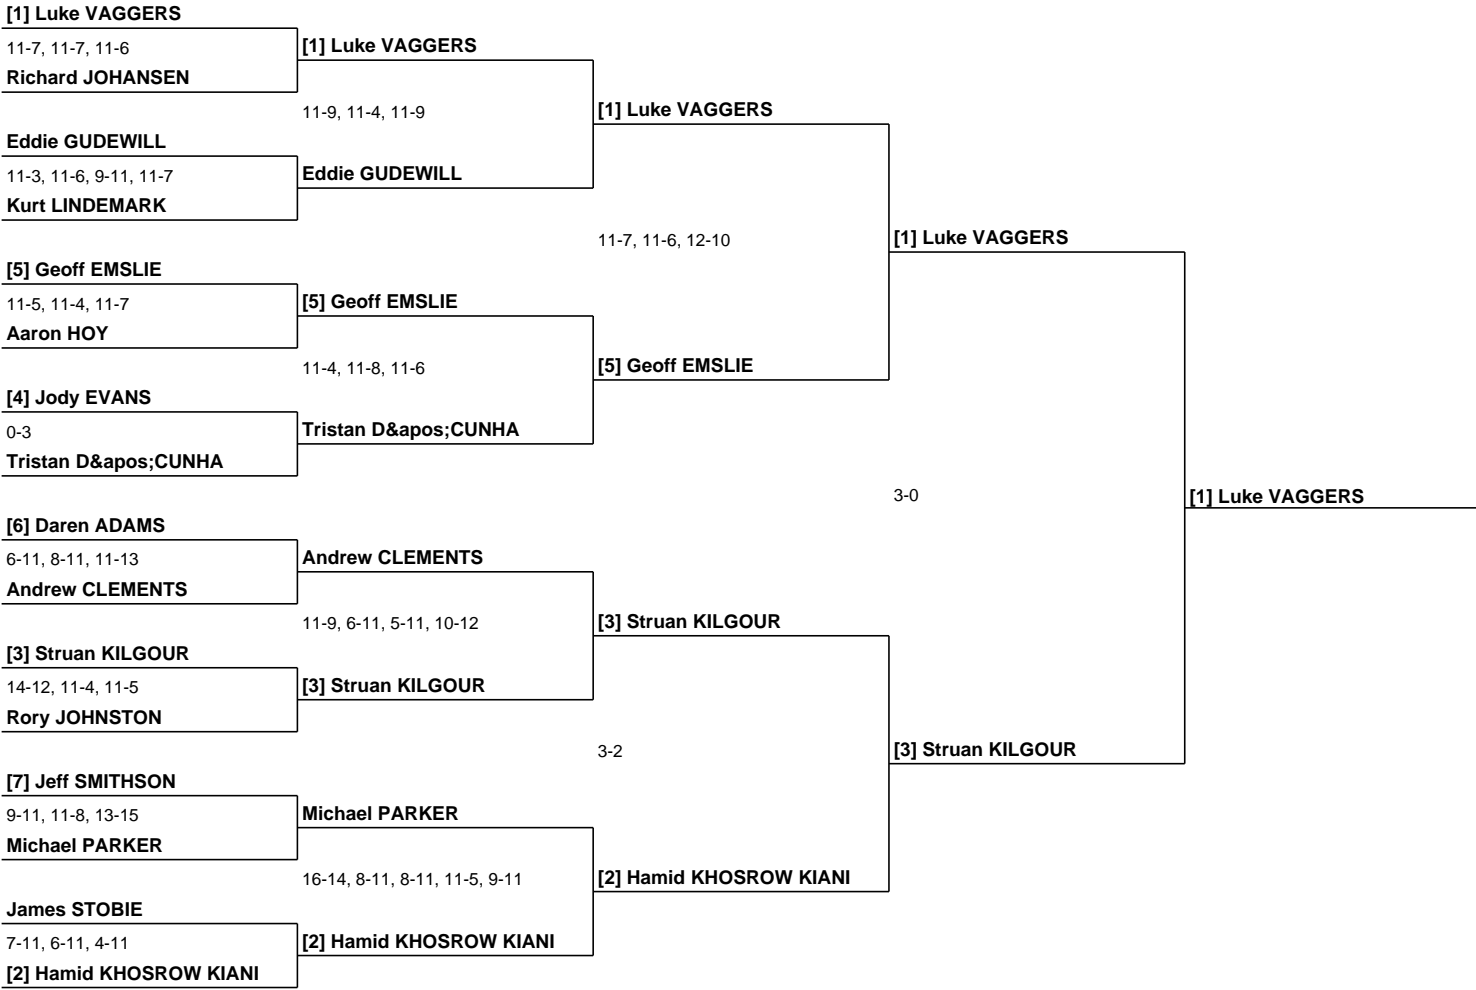 [1] Luke VAGGERS
11-7, 11-7, 11-6
Richard JOHANSEN
Eddie GUDEWILL
11-3, 11-6, 9-11, 11-7
Kurt LINDEMARK
[5] Geoff EMSLIE
11-5, 11-4, 11-7
Aaron HOY
[4] Jody EVANS
0-3
Tristan D&apos;CUNHA
[6] Daren ADAMS
6-11, 8-11, 11-13
Andrew CLEMENTS
[3] Struan KILGOUR
14-12, 11-4, 11-5
Rory JOHNSTON
[7] Jeff SMITHSON
9-11, 11-8, 13-15
Michael PARKER
James STOBIE
7-11, 6-11, 4-11
[2] Hamid KHOSROW KIANI
[1] Luke VAGGERS
11-9, 11-4, 11-9
Eddie GUDEWILL
[5] Geoff EMSLIE
11-4, 11-8, 11-6
Tristan D&apos;CUNHA
Andrew CLEMENTS
11-9, 6-11, 5-11, 10-12
[3] Struan KILGOUR
Michael PARKER
16-14, 8-11, 8-11, 11-5, 9-11
[2] Hamid KHOSROW KIANI
[1] Luke VAGGERS
11-7, 11-6, 12-10
[5] Geoff EMSLIE
[3] Struan KILGOUR
3-2
[2] Hamid KHOSROW KIANI
[1] Luke VAGGERS
3-0
[3] Struan KILGOUR
[1] Luke VAGGERS